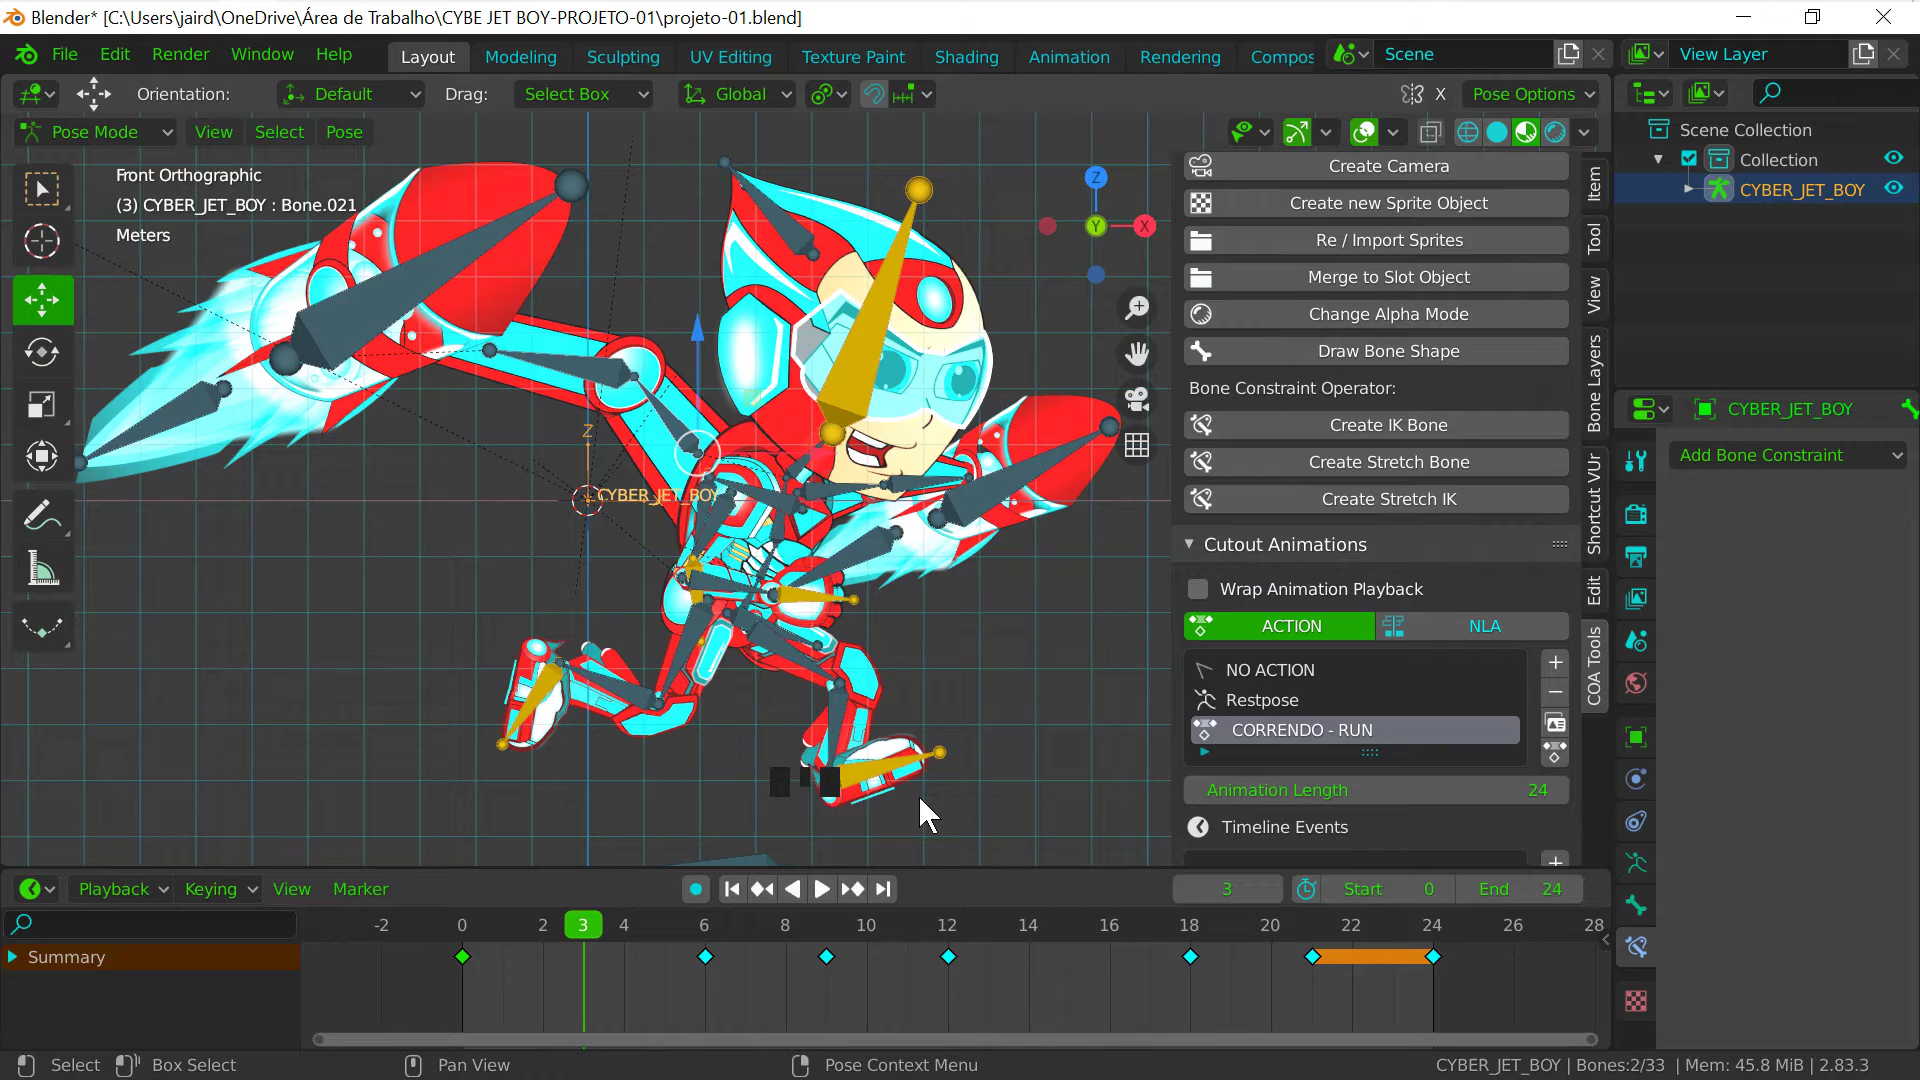 Blender* [C:\Users\jaird\OneDrive\Área de Trabalho\CYBE JET BOY-PROJETO-01\projeto-01.blend]
File Edit Render Window Help
Layout Modeling Sculpting UV Editing Texture Paint Shading Animation Rendering Compos
Scene
View Layer
Orientation: Default Drag: Select Box Global X Pose Options
Pose Mode View Select Pose
Front Orthographic
(3) CYBER_JET_BOY : Bone.021
Meters
Z
X
Y
Z
CYBER_JET_BOY
Create Camera
Create new Sprite Object
Re / Import Sprites
Merge to Slot Object
Change Alpha Mode
Draw Bone Shape
Bone Constraint Operator:
Create IK Bone
Create Stretch Bone
Create Stretch IK
Cutout Animations
Wrap Animation Playback
ACTION NLA
NO ACTION
Restpose
CORRENDO - RUN
Animation Length 24
Timeline Events
Item
Tool
View
Bone Layers
Shortcut VUr
Edit
COA Tools
Scene Collection
Collection
CYBER_JET_BOY
CYBER_JET_BOY
Add Bone Constraint
Playback Keying View Marker
3 Start 0 End 24
-2 0 2 3 4 6 8 10 12 14 16 18 20 22 24 26 28
Summary
Select Box Select Pan View Pose Context Menu
CYBER_JET_BOY | Bones:2/33 | Mem: 45.8 MiB | 2.83.3